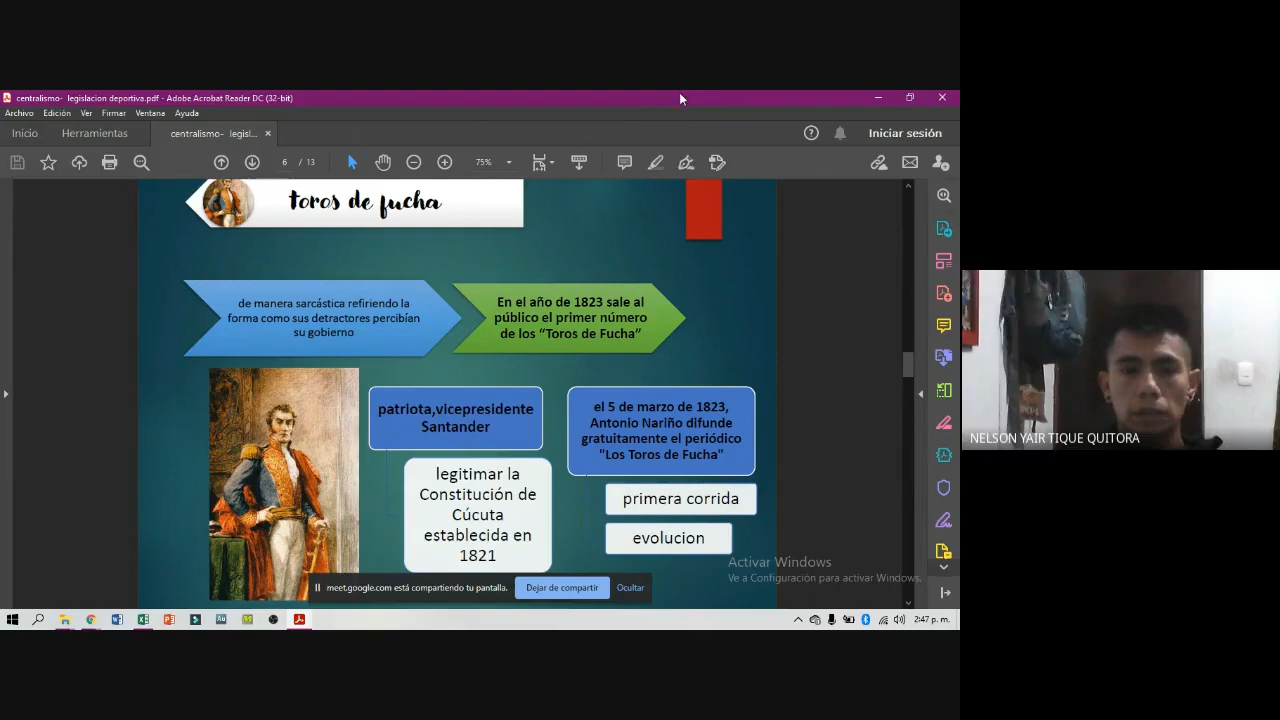 centralismo-  legislacion deportiva.pdf - Adobe Acrobat Reader DC (32-bit)
Archivo Edición Ver Firmar Ventana Ayuda
Inicio Herramientas centralismo- legisl... × Iniciar sesión
6 / 13 75%
toros de fucha
de manera sarcástica refiriendo la
forma como sus detractores percibían
su gobierno
En el año de 1823 sale al
público el primer número
de los “Toros de Fucha”
patriota,vicepresidente
Santander
legitimar la
Constitución de
Cúcuta
establecida en
1821
el 5 de marzo de 1823,
Antonio Nariño difunde
gratuitamente el periódico
"Los Toros de Fucha"
primera corrida
evolucion
Activar Windows
Ve a Configuración para activar Windows.
meet.google.com está compartiendo tu pantalla. Dejar de compartir Ocultar
2:47 p. m.
NELSON YAIR TIQUE QUITORA